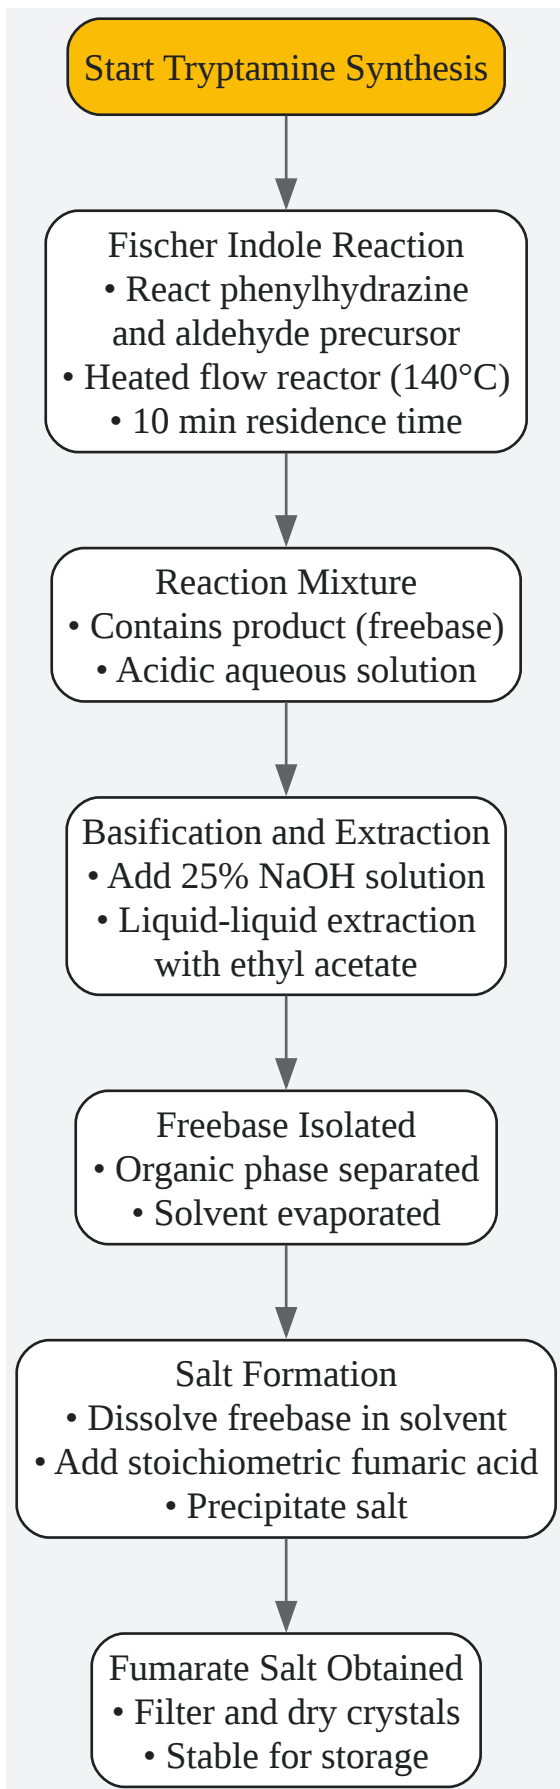 Start Tryptamine Synthesis
Fischer Indole Reaction
• React phenylhydrazine
and aldehyde precursor
• Heated flow reactor (140°C)
• 10 min residence time
Reaction Mixture
• Contains product (freebase)
• Acidic aqueous solution
Basification and Extraction
• Add 25% NaOH solution
• Liquid-liquid extraction
with ethyl acetate
Freebase Isolated
• Organic phase separated
• Solvent evaporated
Salt Formation
• Dissolve freebase in solvent
• Add stoichiometric fumaric acid
• Precipitate salt
Fumarate Salt Obtained
• Filter and dry crystals
• Stable for storage